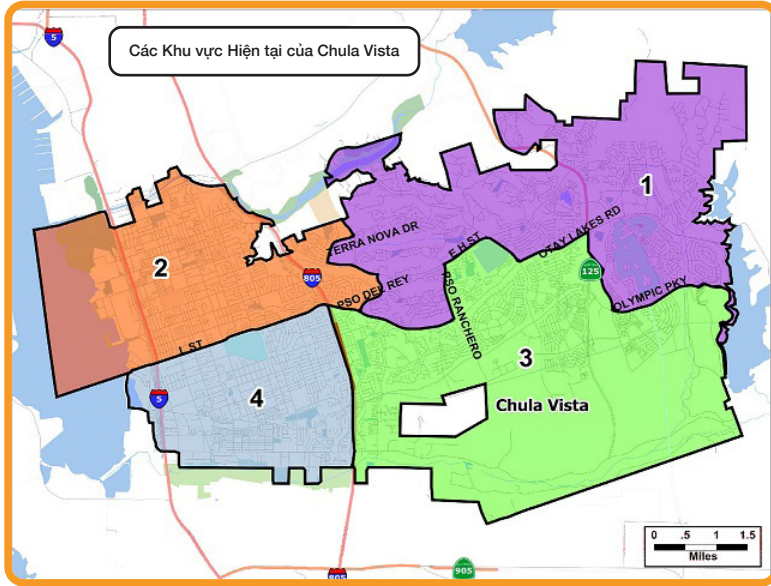 Các Khu vực Hiện tại của Chula Vista
5
1
2
ERRA NOVA DR
E H ST
OTAY LAKES RD
125
805
PSO DEL REY
PSO RANCHERO
OLYMPIC PKY
L ST
3
4
5
Chula Vista
0 .5 1 1.5
Miles
805
905